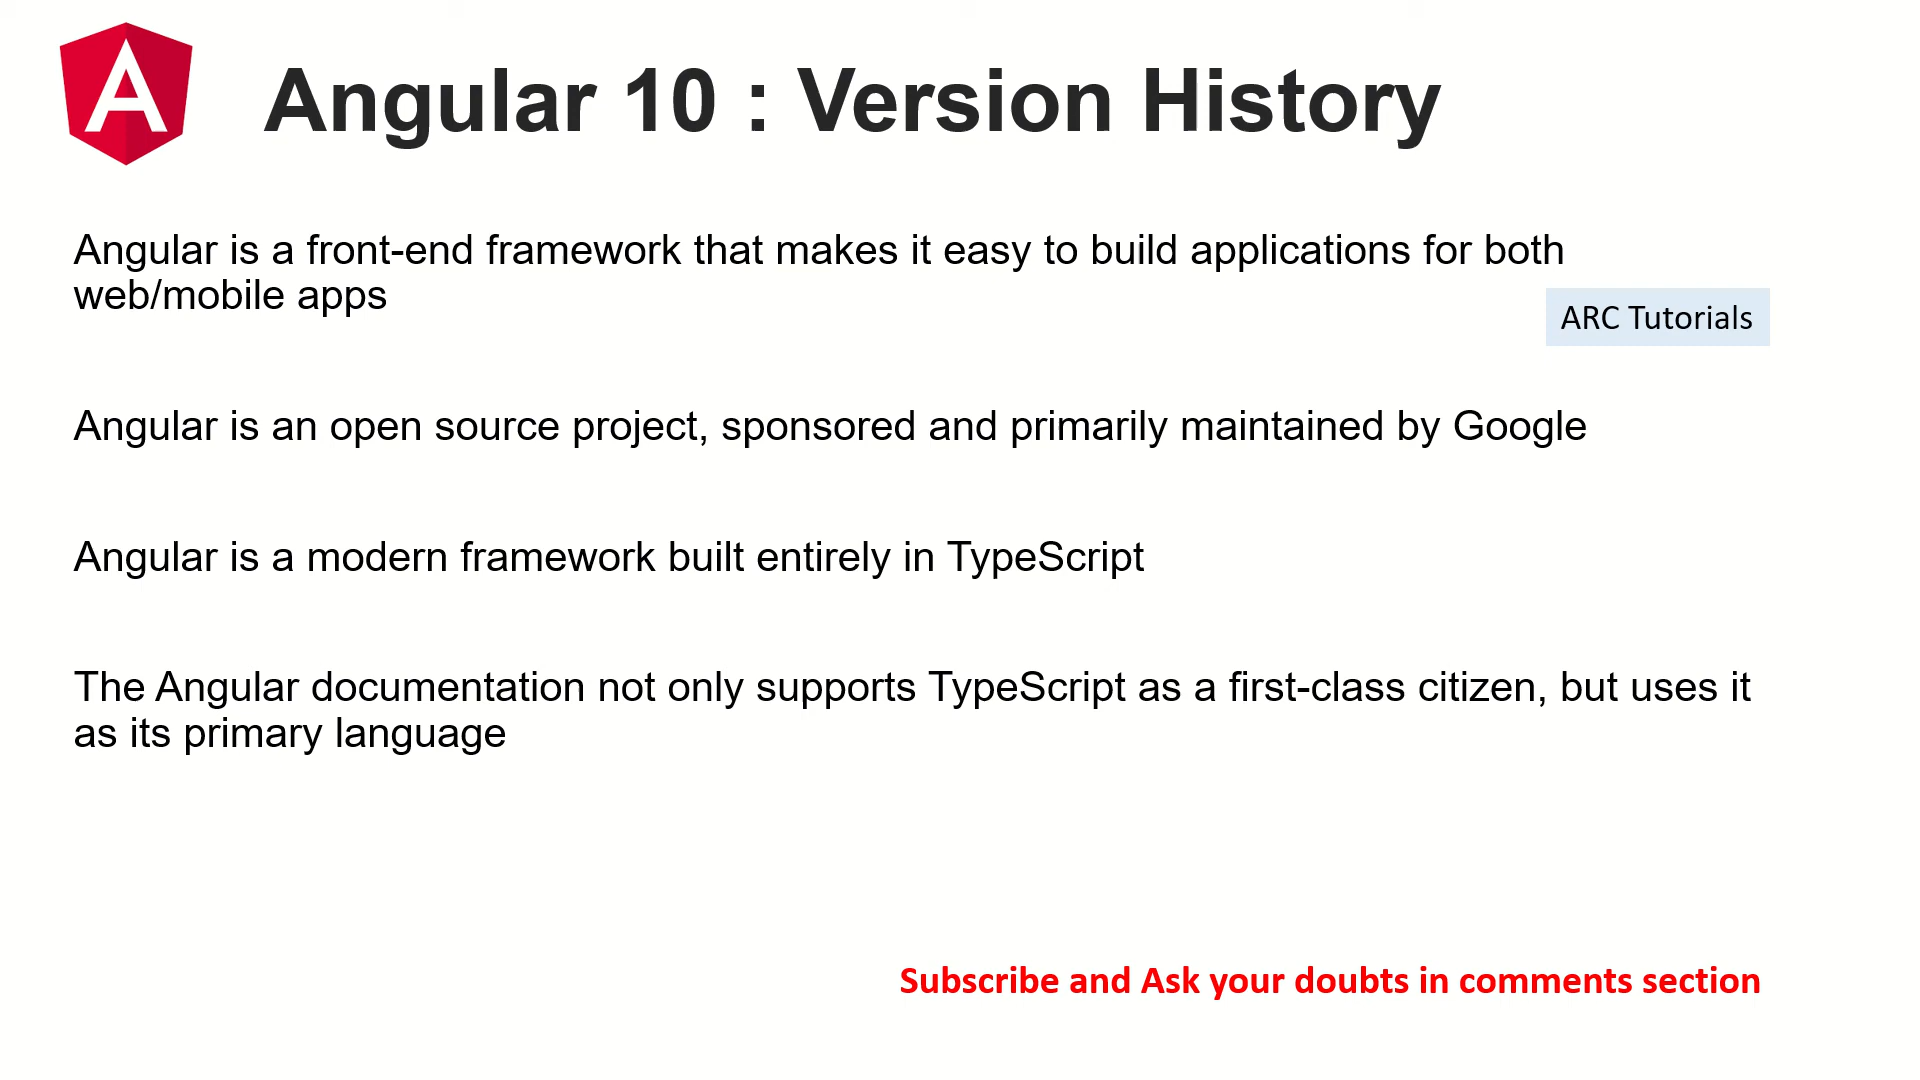 Angular 10 : Version History
Angular is a front-end framework that makes it easy to build applications for both
web/mobile apps
ARC Tutorials
Angular is an open source project, sponsored and primarily maintained by Google
Angular is a modern framework built entirely in TypeScript
The Angular documentation not only supports TypeScript as a first-class citizen, but uses it
as its primary language
Subscribe and Ask your doubts in comments section